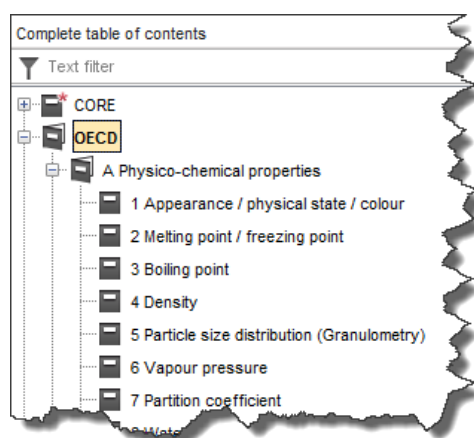 Complete table of contents
Text filter
CORE
OECD
A Physico-chemical properties
1 Appearance / physical state / colour
2 Melting point / freezing point
3 Boiling point
4 Density
5 Particle size distribution (Granulometry)
6 Vapour pressure
7 Partition coefficient